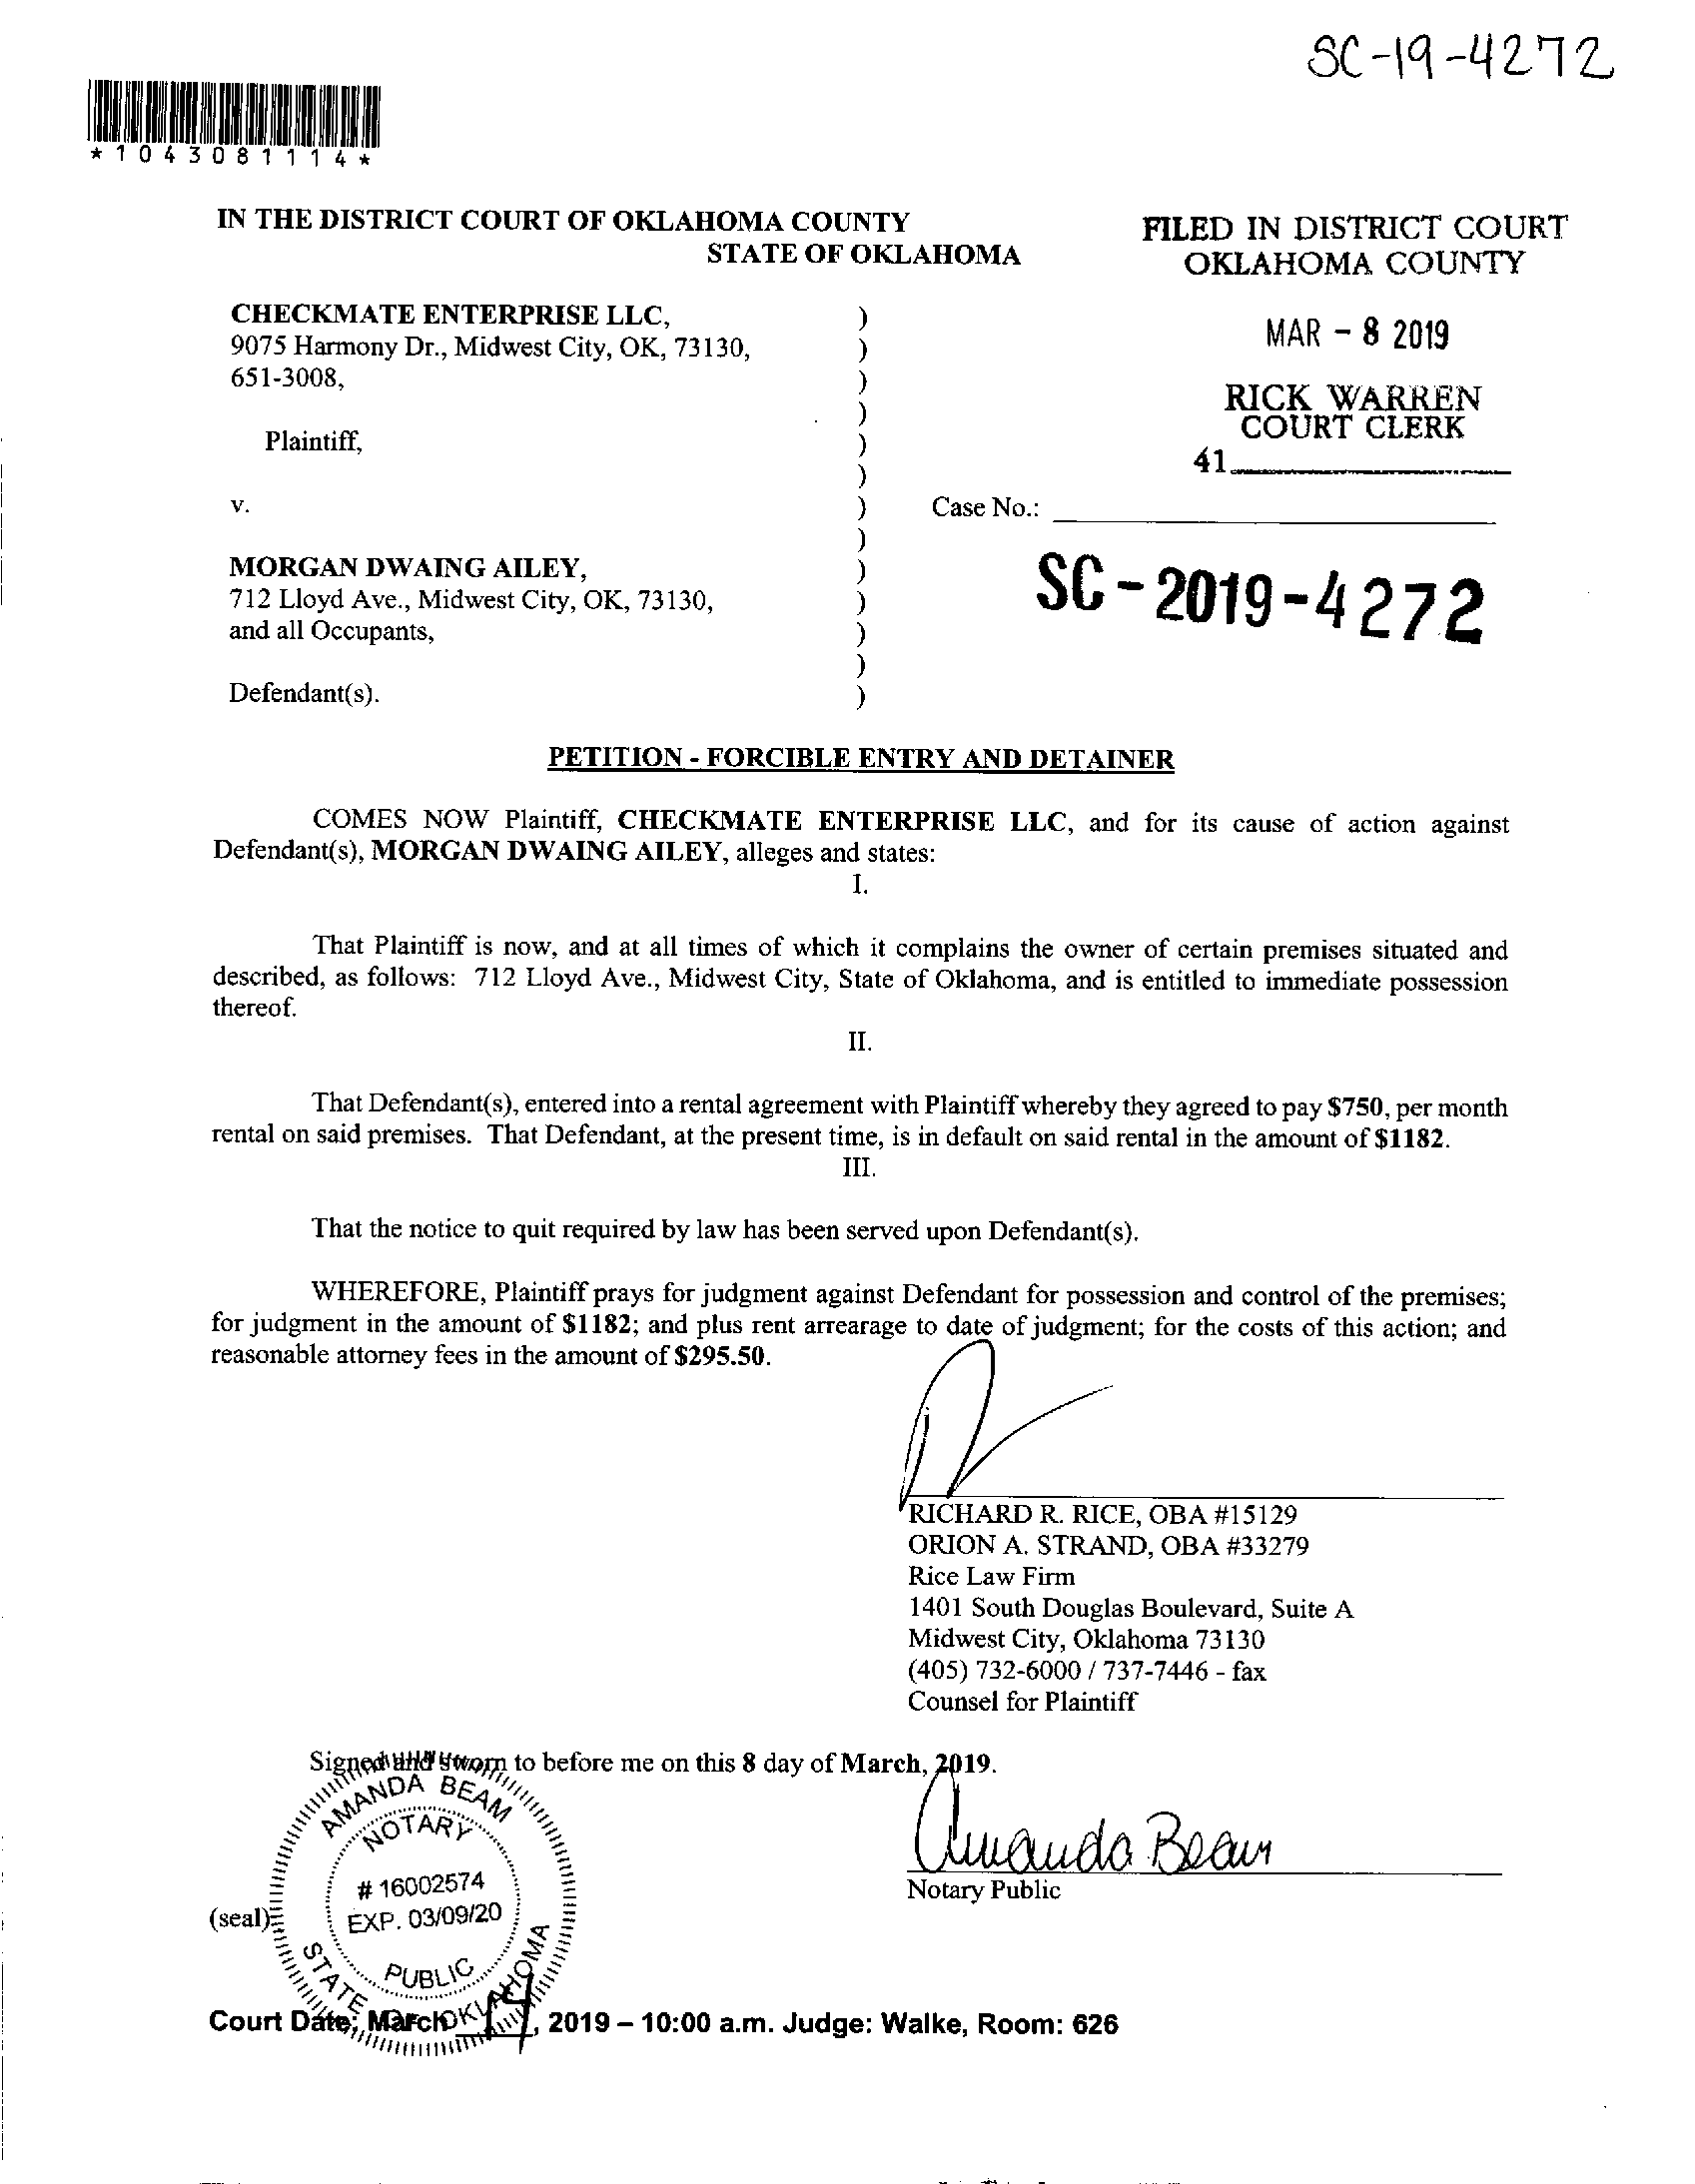 SC-19-4272
*1043081114*
IN THE DISTRICT COURT OF OKLAHOMA COUNTY
STATE OF OKLAHOMA
FILED IN DISTRICT COURT
OKLAHOMA COUNTY
MAR - 8 2019
RICK WARREN
COURT CLERK
41
CHECKMATE ENTERPRISE LLC, )
9075 Harmony Dr., Midwest City, OK, 73130, )
651-3008, )
)
Plaintiff, )
)
v. ) Case No.:
)
MORGAN DWAING AILEY, )
712 Lloyd Ave., Midwest City, OK, 73130, )
and all Occupants, )
)
Defendant(s). )
SC-2019-4272
PETITION - FORCIBLE ENTRY AND DETAINER
COMES NOW Plaintiff, CHECKMATE ENTERPRISE LLC, and for its cause of action against
Defendant(s), MORGAN DWAING AILEY, alleges and states:
I.
That Plaintiff is now, and at all times of which it complains the owner of certain premises situated and
described, as follows: 712 Lloyd Ave., Midwest City, State of Oklahoma, and is entitled to immediate possession
thereof.
II.
That Defendant(s), entered into a rental agreement with Plaintiff whereby they agreed to pay $750, per month
rental on said premises. That Defendant, at the present time, is in default on said rental in the amount of $1182.
III.
That the notice to quit required by law has been served upon Defendant(s).
WHEREFORE, Plaintiff prays for judgment against Defendant for possession and control of the premises;
for judgment in the amount of $1182; and plus rent arrearage to date of judgment; for the costs of this action; and
reasonable attorney fees in the amount of $295.50.
RICHARD R. RICE, OBA #15129
ORION A. STRAND, OBA #33279
Rice Law Firm
1401 South Douglas Boulevard, Suite A
Midwest City, Oklahoma 73130
(405) 732-6000 / 737-7446 - fax
Counsel for Plaintiff
Signed and sworn to before me on this 8 day of March, 2019.
Amanda Beam
Notary Public
(seal)
AMANDA BEAM
NOTARY
# 16002574
EXP. 03/09/20
PUBLIC
STATE OF OKLAHOMA
Court Date: March 14, 2019 – 10:00 a.m. Judge: Walke, Room: 626